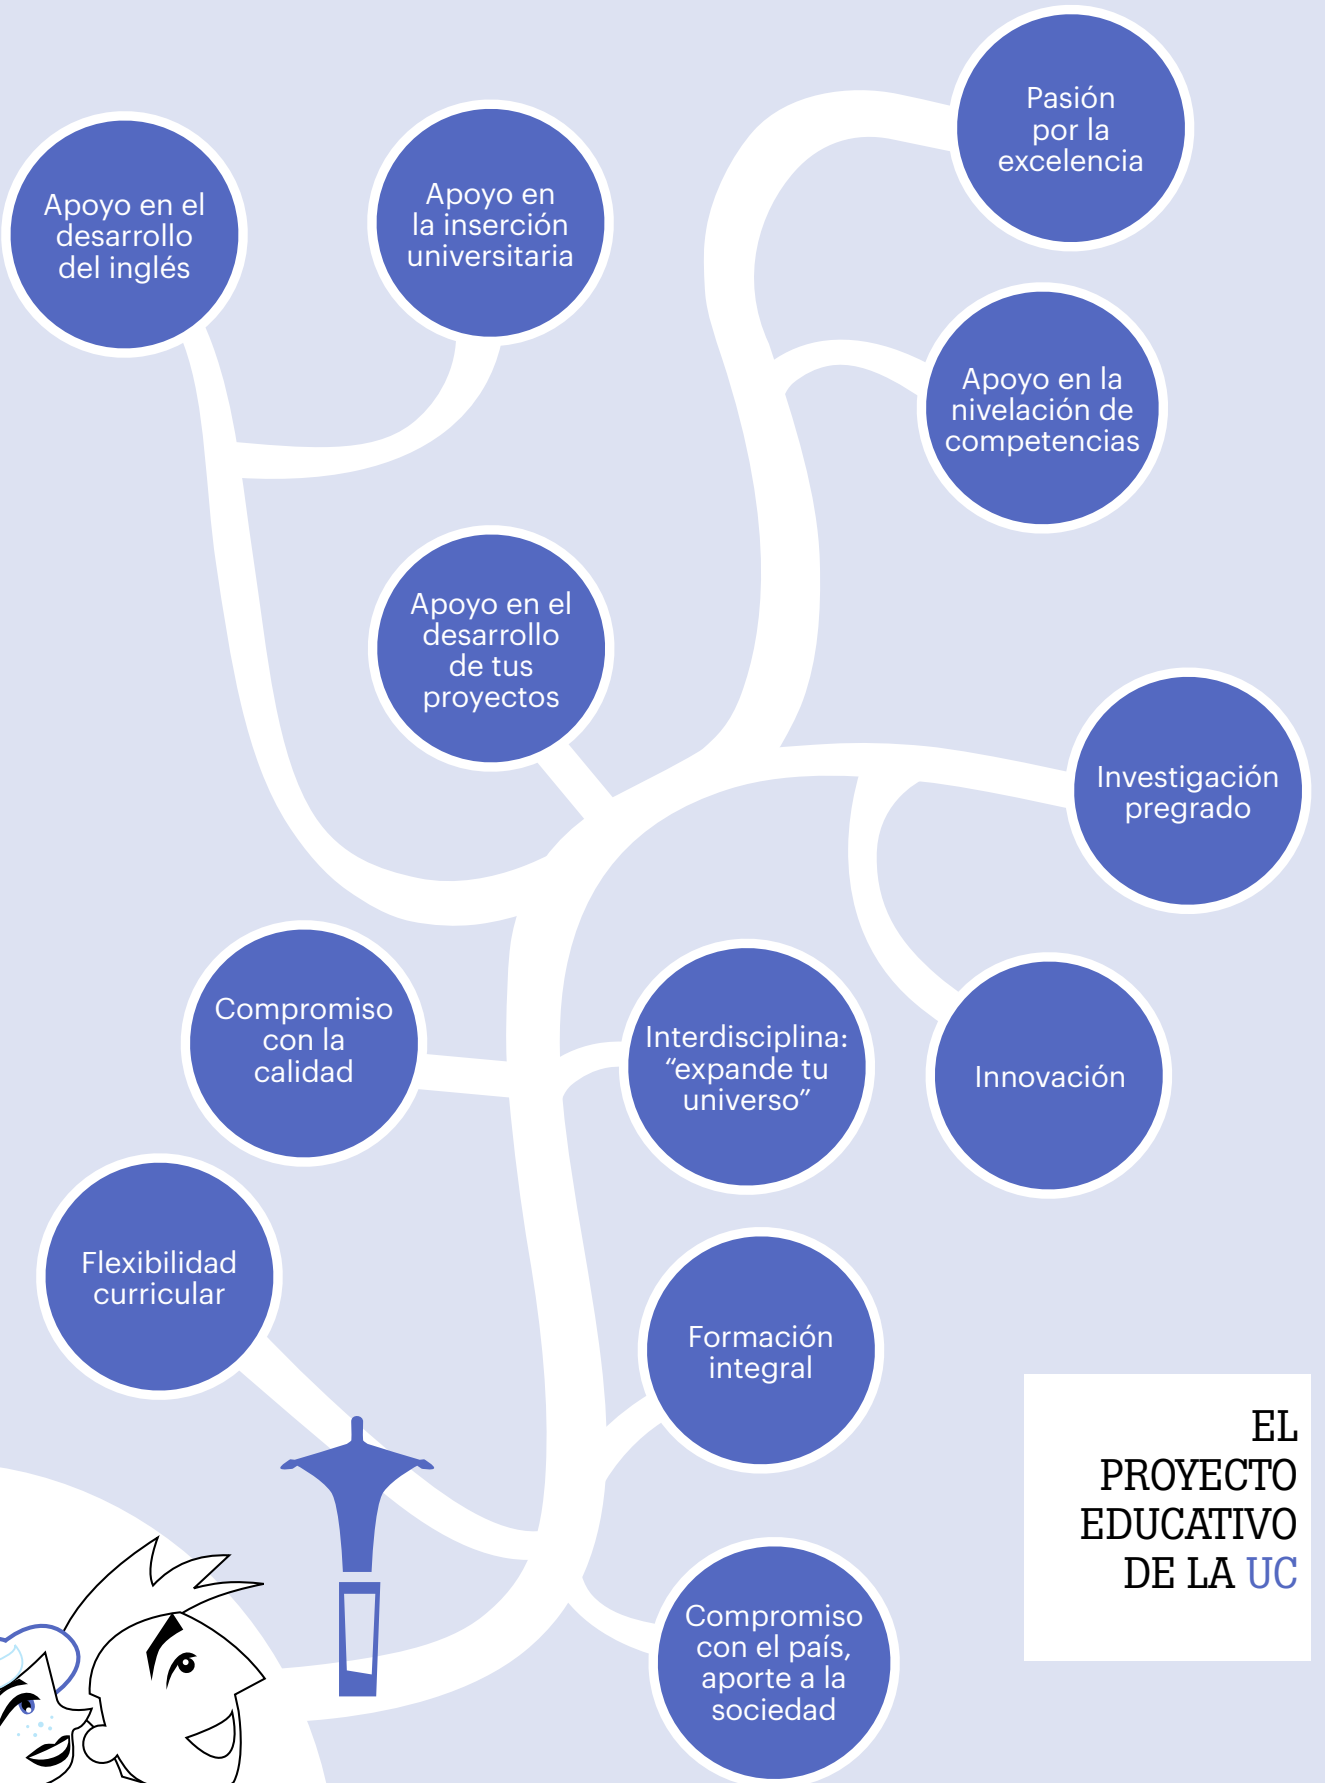 Pasión
por la
excelencia
Apoyo en el
desarrollo
del inglés
Apoyo en
la inserción
universitaria
Apoyo en la
nivelación de
competencias
Apoyo en el
desarrollo
de tus
proyectos
Investigación
pregrado
Compromiso
con la
calidad
Interdisciplina:
“expande tu
universo”
Innovación
Flexibilidad
curricular
Formación
integral
EL
PROYECTO
EDUCATIVO
DE LA UC
Compromiso
con el país,
aporte a la
sociedad